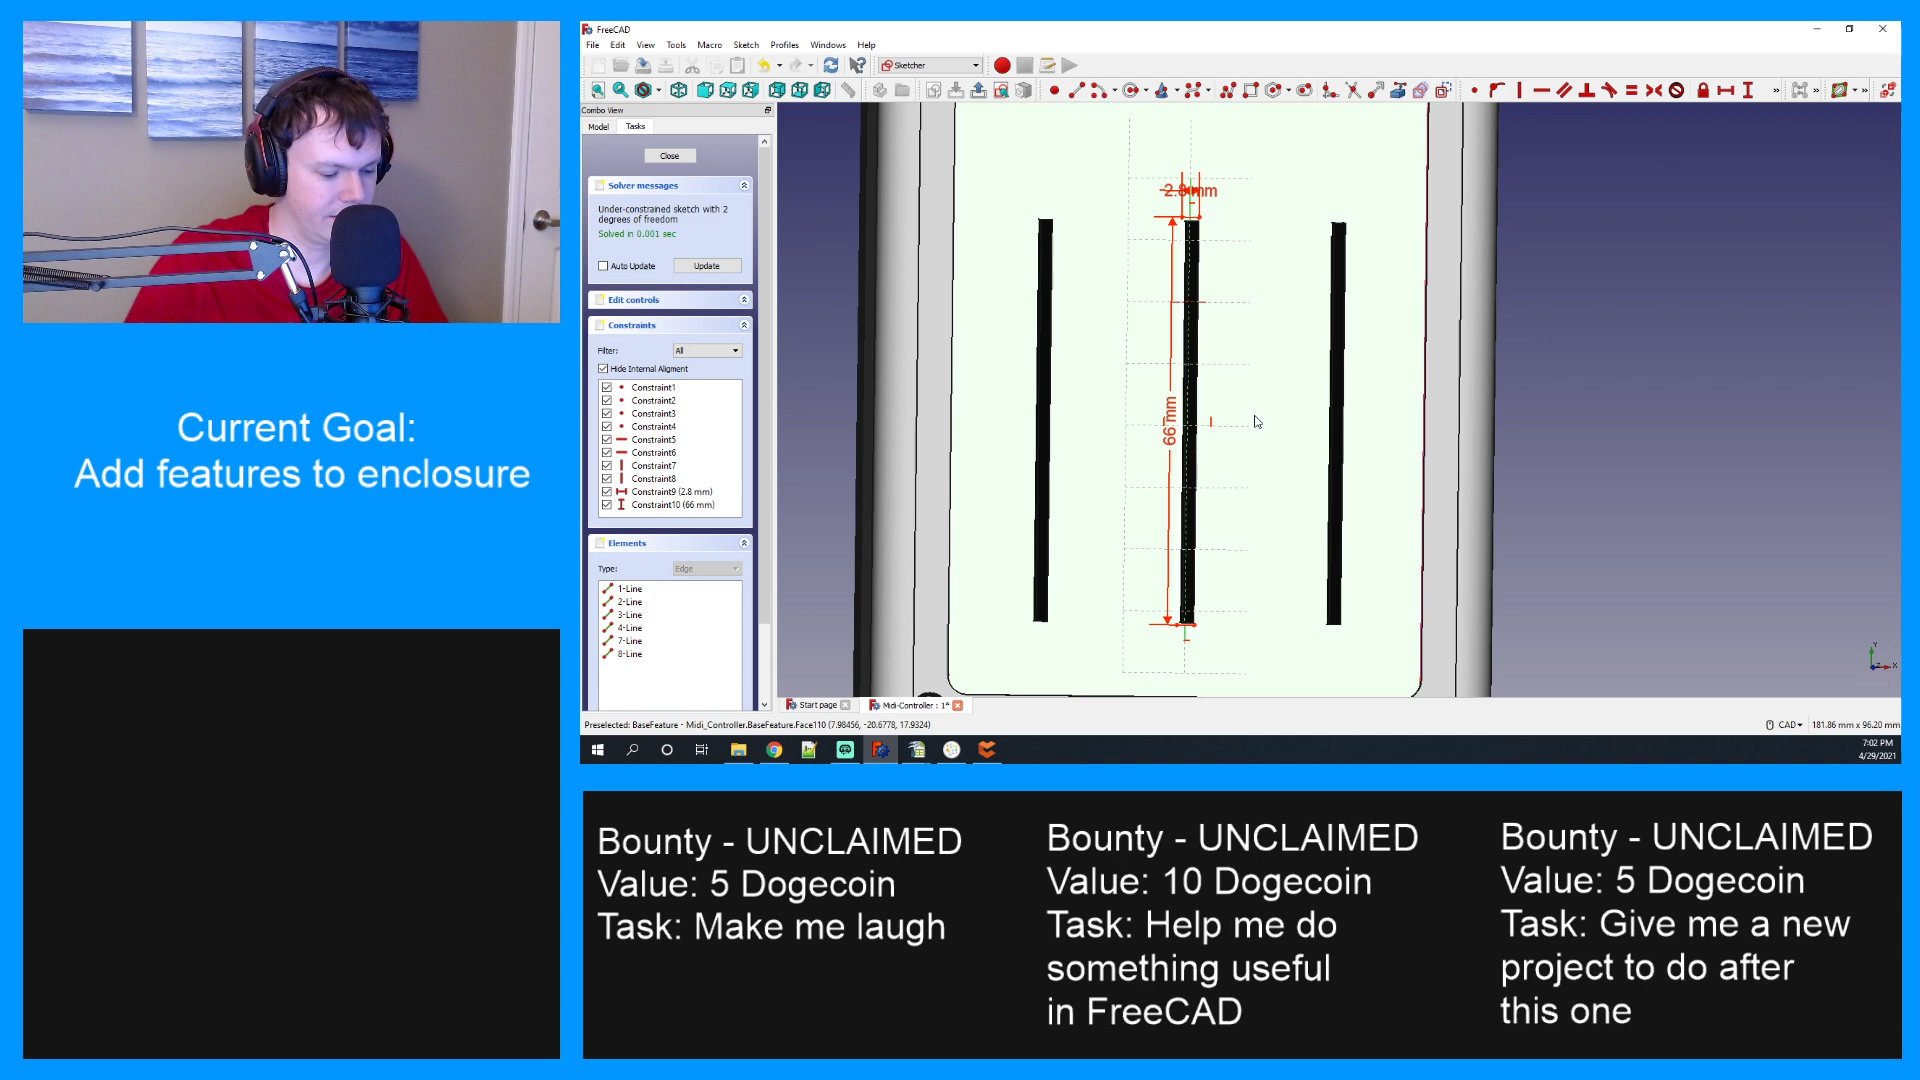 FreeCAD
File Edit View Tools Macro Sketch Profiles Windows Help
Sketcher
Combo View
Model Tasks
Close
Solver messages
Under-constrained sketch with 2
degrees of freedom
Solved in 0.001 sec
Auto Update Update
Edit controls
Constraints
Filter: All
Hide Internal Aligment
Constraint1
Constraint2
Constraint3
Constraint4
Constraint5
Constraint6
Constraint7
Constraint8
Constraint9 (2.8 mm)
Constraint10 (66 mm)
Elements
Type: Edge
1-Line
2-Line
3-Line
4-Line
7-Line
8-Line
2.8 mm
66 mm
Y
X
Start page Midi-Controller : 1*
Preselected: BaseFeature - Midi_Controller.BaseFeature.Face110 (7.98456, -20.6778, 17.9324)
CAD 181.86 mm x 96.20 mm
7:02 PM
4/29/2021
Current Goal:
Add features to enclosure
Bounty - UNCLAIMED
Value: 5 Dogecoin
Task: Make me laugh
Bounty - UNCLAIMED
Value: 10 Dogecoin
Task: Help me do
something useful
in FreeCAD
Bounty - UNCLAIMED
Value: 5 Dogecoin
Task: Give me a new
project to do after
this one